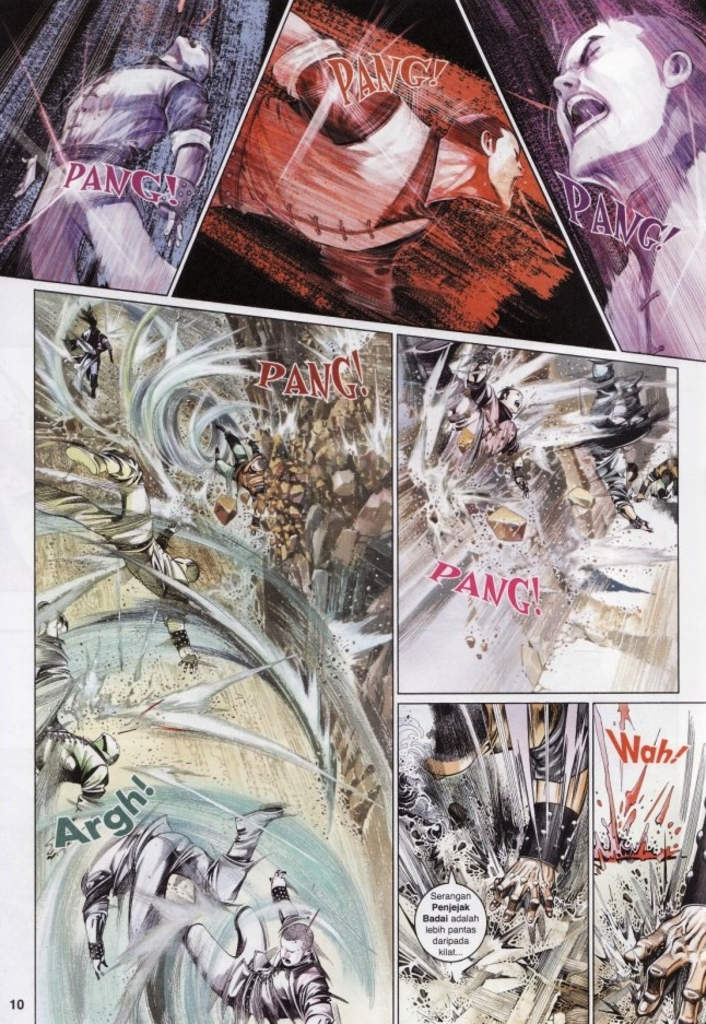 PANG!
PANG!
PANG!
PANG!
PANG!
Argh!
Serangan
Penjejak
Badai adalah
lebih pantas
daripada
kilat...
Wah!
10